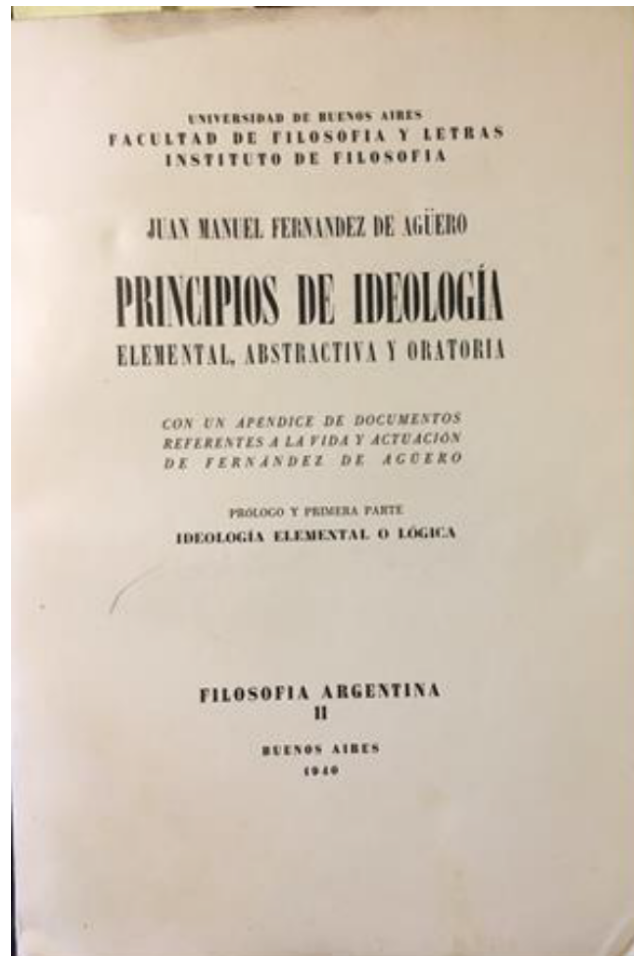 UNIVERSIDAD DE BUENOS AIRES
FACULTAD DE FILOSOFIA Y LETRAS
INSTITUTO DE FILOSOFIA
JUAN MANUEL FERNANDEZ DE AGÜERO
PRINCIPIOS DE IDEOLOGÍA
ELEMENTAL, ABSTRACTIVA Y ORATORIA
CON UN APENDICE DE DOCUMENTOS
REFERENTES A LA VIDA Y ACTUACIÓN
DE FERNÁNDEZ DE AGÜERO
PROLOGO Y PRIMERA PARTE
IDEOLOGÍA ELEMENTAL O LÓGICA
FILOSOFIA ARGENTINA
II
BUENOS AIRES
1940